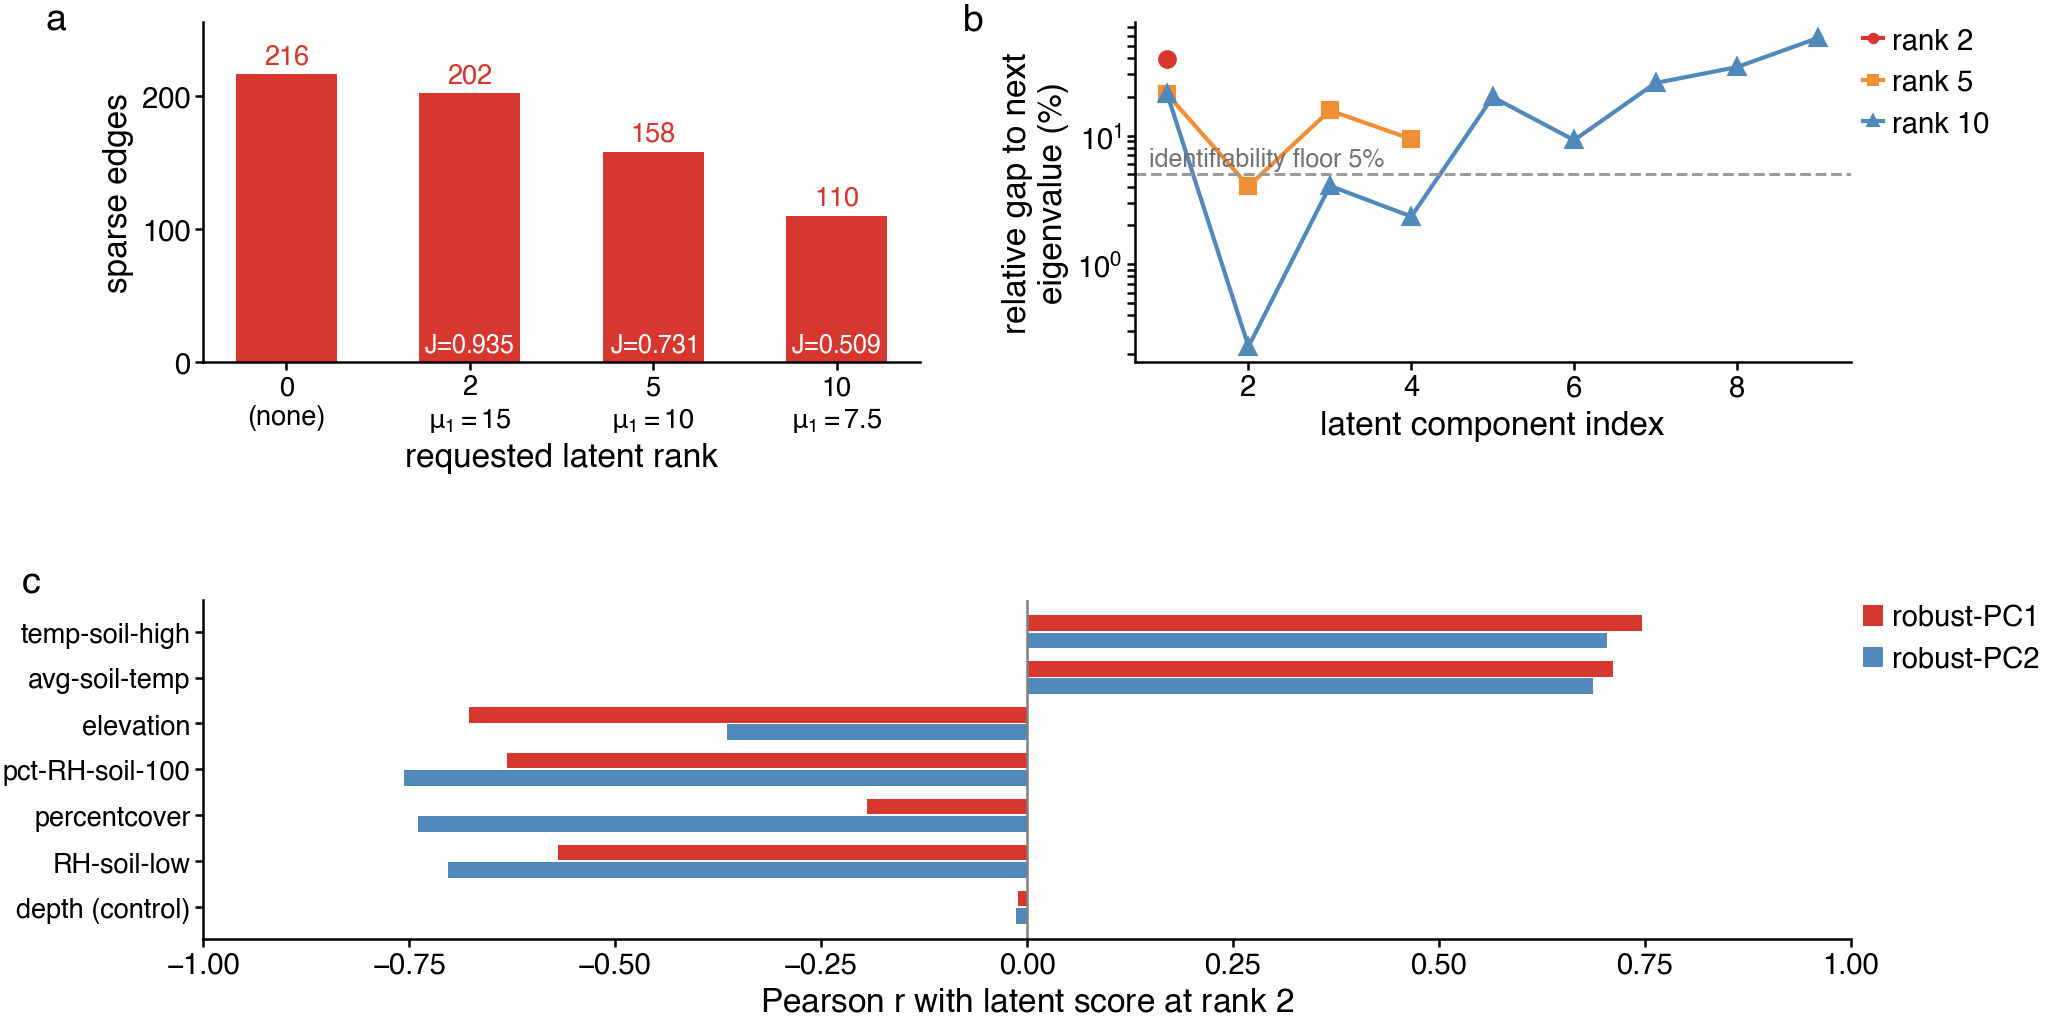 a
216
202
158
110
200
100
0
sparse edges
J=0.935
J=0.731
J=0.509
0
2
5
10
(none)
μ₁ = 15
μ₁ = 10
μ₁ = 7.5
requested latent rank
b
relative gap to next
eigenvalue (%)
10¹
10⁰
identifiability floor 5%
2
4
6
8
latent component index
rank 2
rank 5
rank 10
c
temp-soil-high
avg-soil-temp
elevation
pct-RH-soil-100
percentcover
RH-soil-low
depth (control)
−1.00
−0.75
−0.50
−0.25
0.00
0.25
0.50
0.75
1.00
Pearson r with latent score at rank 2
robust-PC1
robust-PC2